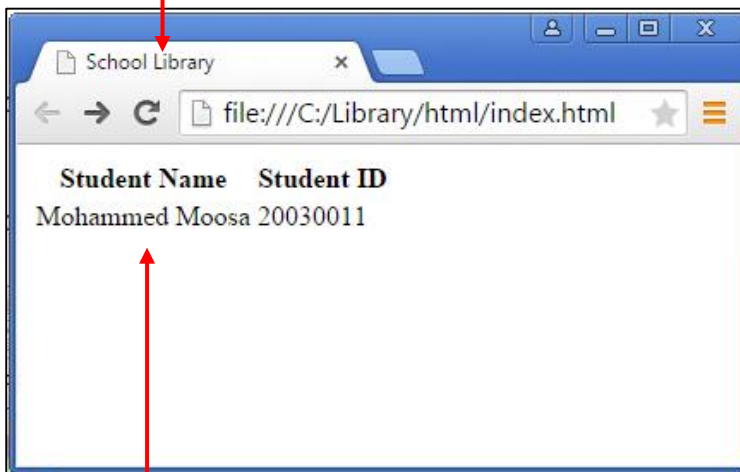 School Library
file:///C:/Library/html/index.html
Student Name Student ID
Mohammed Moosa 20030011